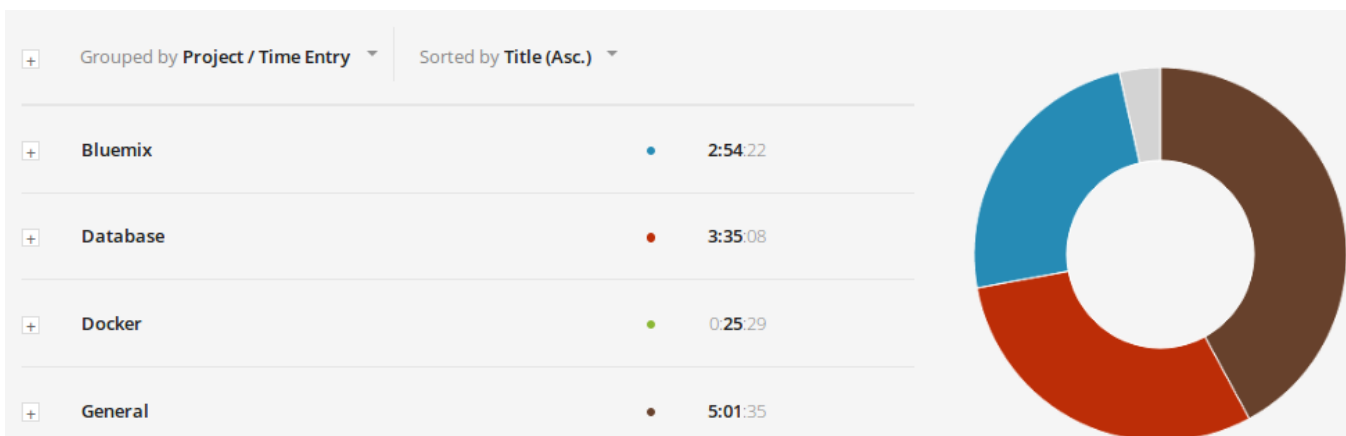 Grouped by Project / Time Entry Sorted by Title (Asc.)
Bluemix 2:54:22
Database 3:35:08
Docker 0:25:29
General 5:01:35